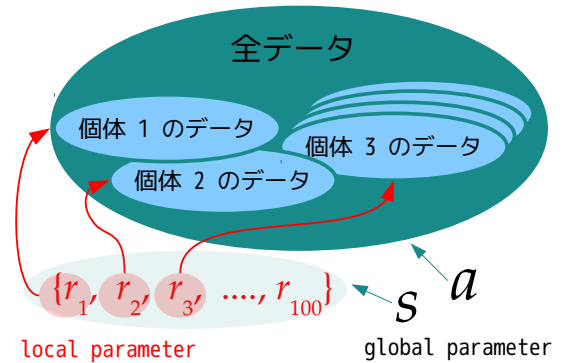 全データ
個体 1 のデータ
個体 3 のデータ
個体 2 のデータ
{r1, r2, r3, ...., r100}
s
a
local parameter
global parameter